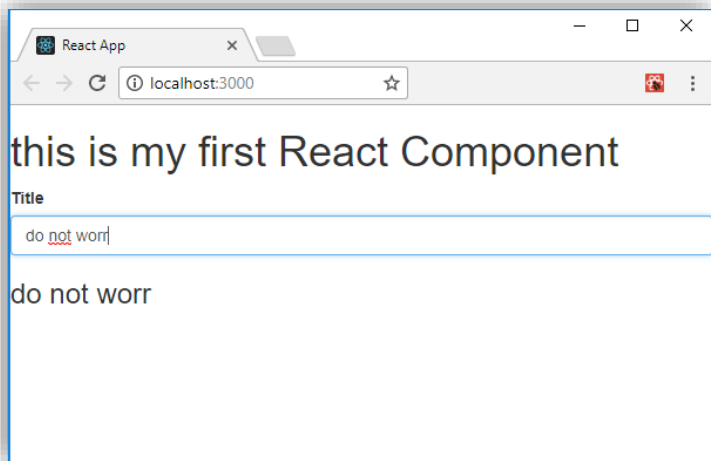 React App
localhost:3000
this is my first React Component
Title
do not worr
do not worr